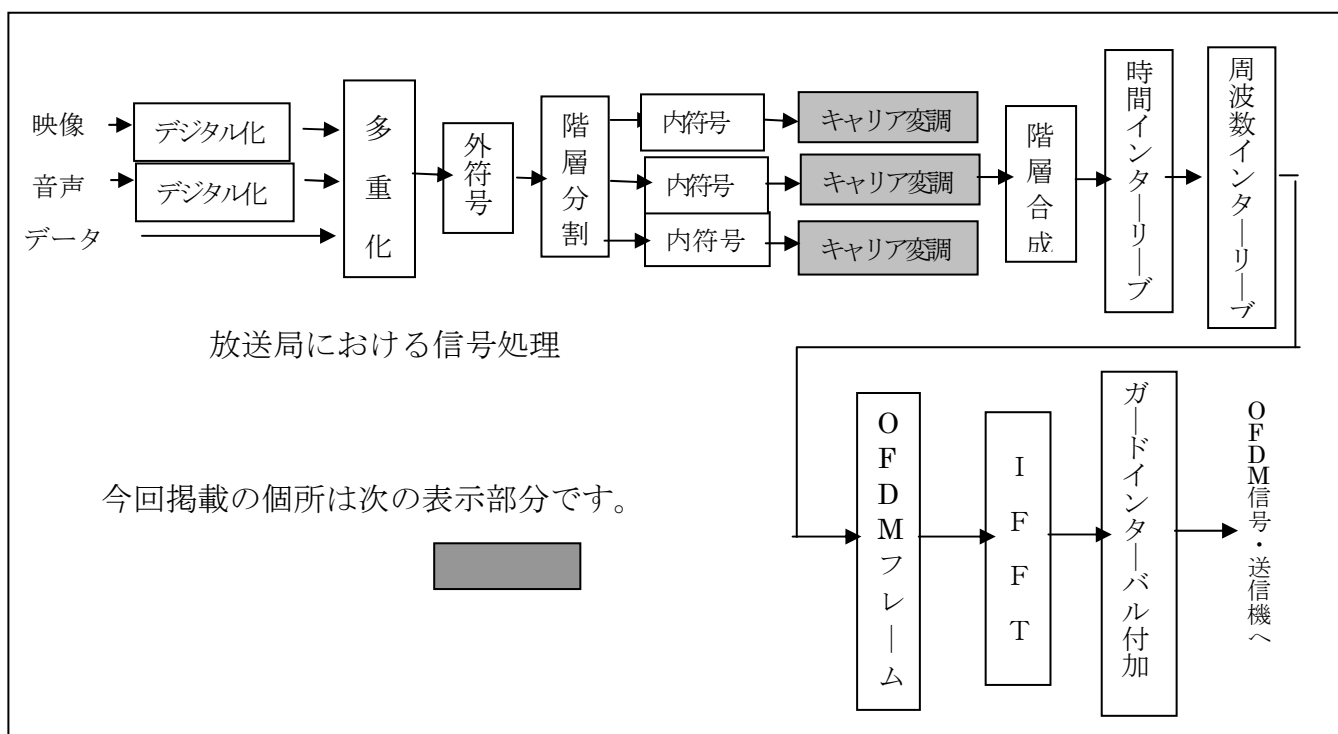 映像
デジタル化
音声
デジタル化
データ
多重化
外符号
階層分割
内符号
キャリア変調
内符号
キャリア変調
内符号
キャリア変調
階層合成
時間インターリーブ
周波数インターリーブ
放送局における信号処理
今回掲載の個所は次の表示部分です。
OFDMフレーム
IFFT
ガードインターバル付加
OFDM信号・送信機へ